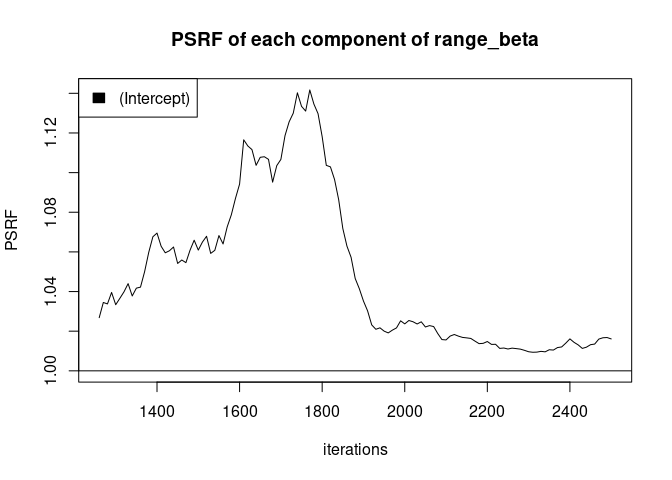 PSRF of each component of range_beta
(Intercept)
PSRF
1.12
1.08
1.04
1.00
1400 1600 1800 2000 2200 2400
iterations